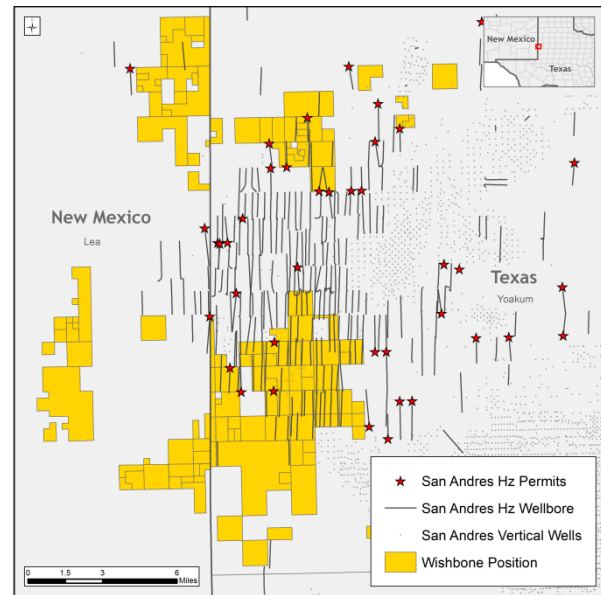 New Mexico
Texas
New Mexico
Lea
Texas
Yoakum
San Andres Hz Permits
San Andres Hz Wellbore
San Andres Vertical Wells
Wishbone Position
0 1.5 3 6
Miles